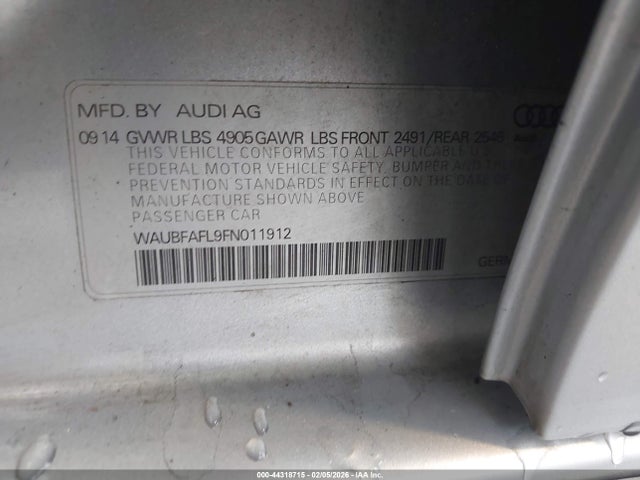 MFD. BY AUDI AG
09 14 GVWR LBS 4905 GAWR LBS FRONT 2491/REAR 2546
THIS VEHICLE CONFORMS TO ALL APPLICABLE U.S.
FEDERAL MOTOR VEHICLE SAFETY, BUMPER AND THEFT
PREVENTION STANDARDS IN EFFECT ON THE DATE OF
MANUFACTURE SHOWN ABOVE
PASSENGER CAR
WAUBFAFL9FN011912
GERM
000-44318715 - 02/05/2026 - COPART